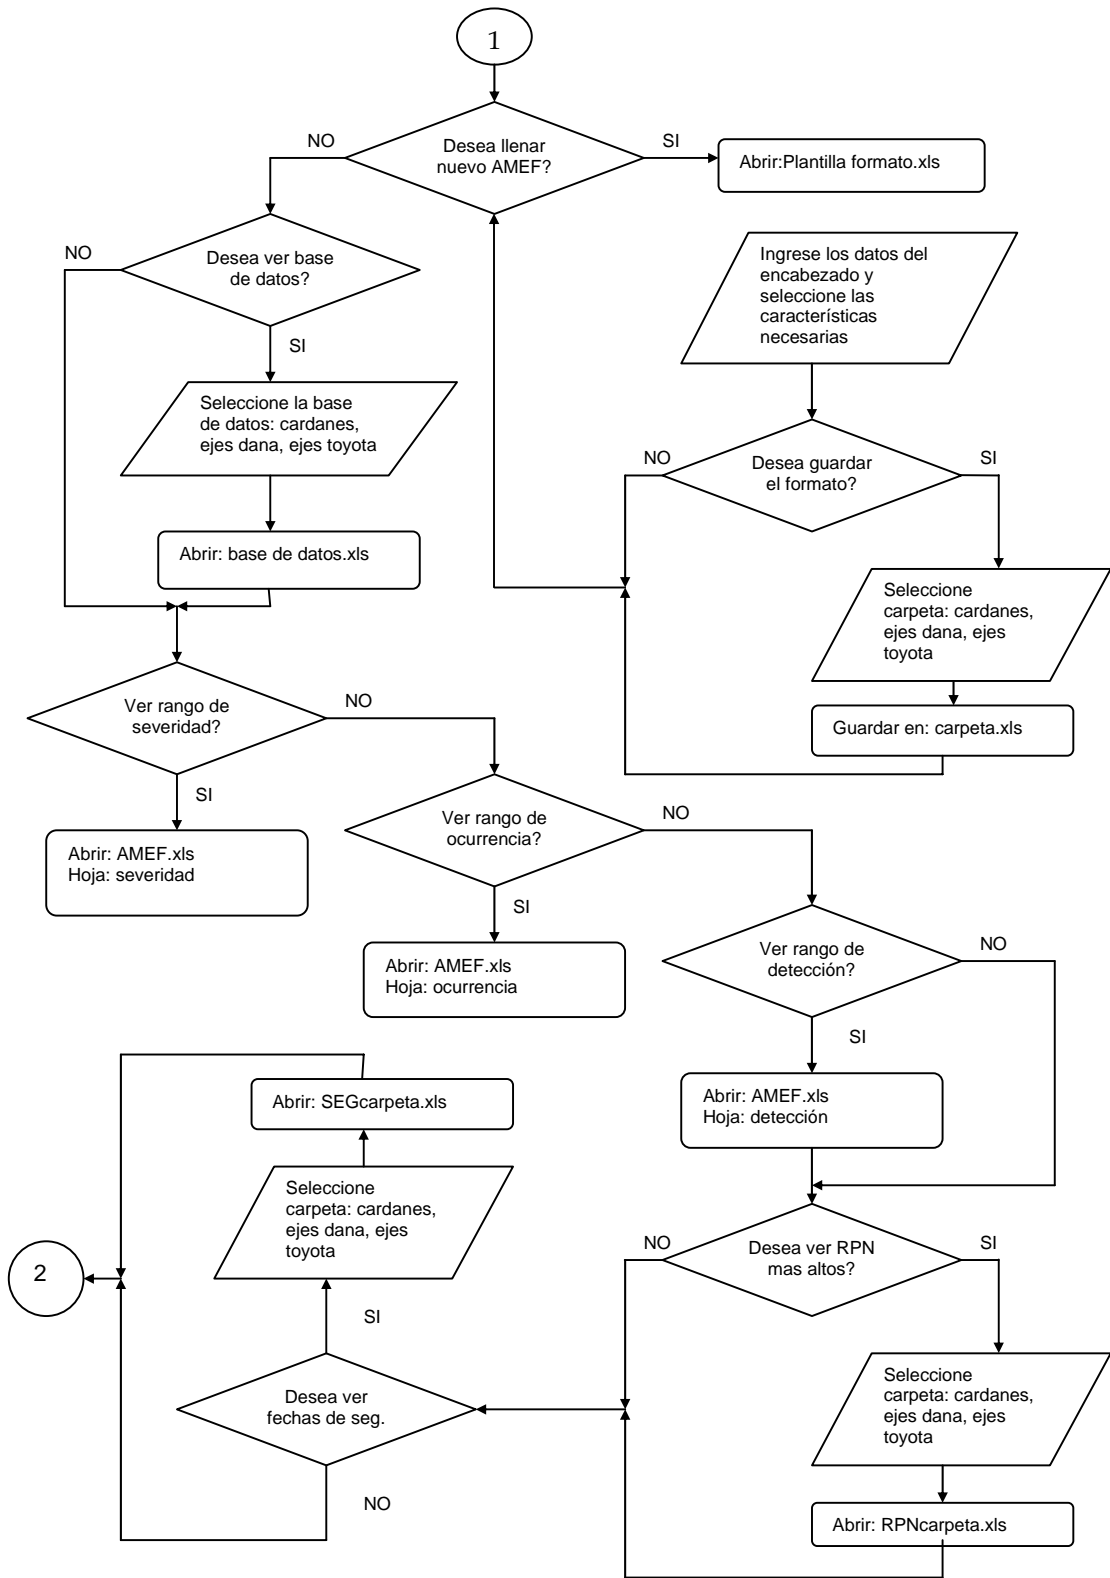 1
Desea llenar
nuevo AMEF?
NO
SI
Abrir:Plantilla formato.xls
Desea ver base
de datos?
NO
SI
Ingrese los datos del
encabezado y
seleccione las
características
necesarias
Seleccione la base
de datos: cardanes,
ejes dana, ejes toyota
Desea guardar
el formato?
NO
SI
Abrir: base de datos.xls
Seleccione
carpeta: cardanes,
ejes dana, ejes
toyota
Guardar en: carpeta.xls
Ver rango de
severidad?
NO
SI
Abrir: AMEF.xls
Hoja: severidad
Ver rango de
ocurrencia?
NO
SI
Abrir: AMEF.xls
Hoja: ocurrencia
Ver rango de
detección?
NO
SI
Abrir: AMEF.xls
Hoja: detección
Desea ver RPN
mas altos?
NO
SI
Seleccione
carpeta: cardanes,
ejes dana, ejes
toyota
Abrir: RPNcarpeta.xls
Abrir: SEGcarpeta.xls
Seleccione
carpeta: cardanes,
ejes dana, ejes
toyota
SI
Desea ver
fechas de seg.
NO
2